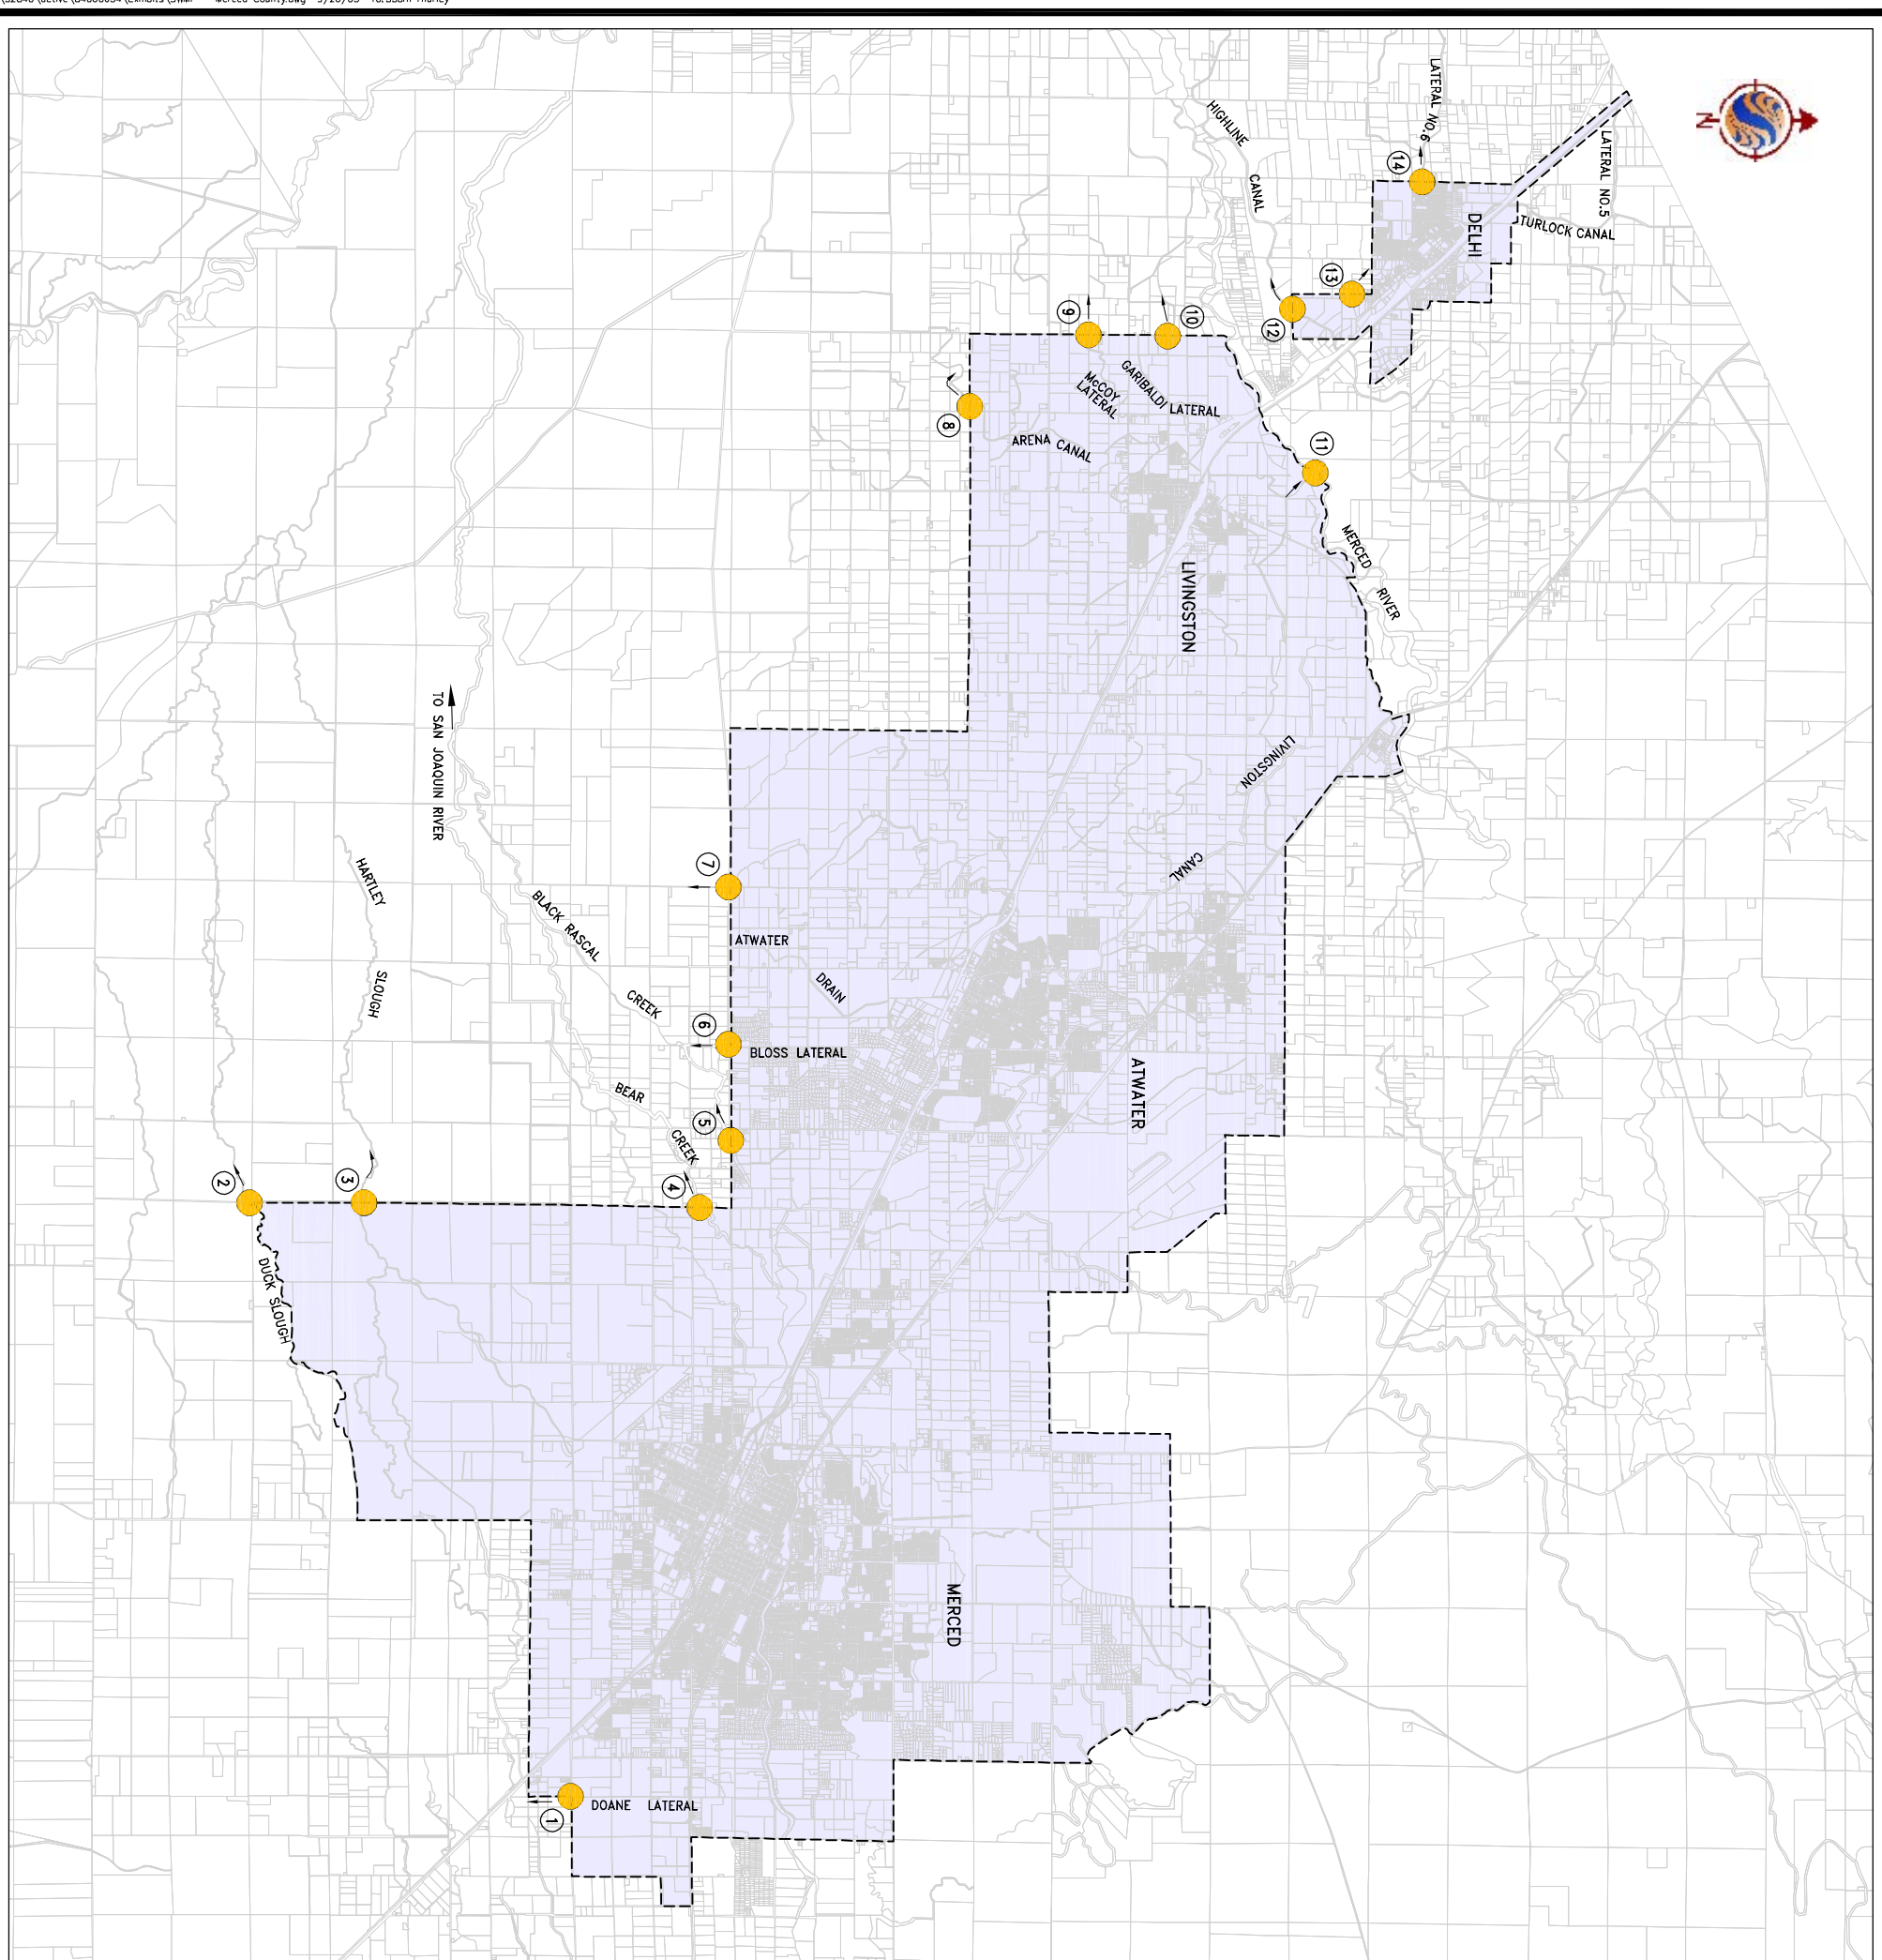 N
LATERAL NO.6
LATERAL NO.5
HIGHLINE
CANAL
14
DELHI
TURLOCK CANAL
13
12
9
10
GARIBALDI LATERAL
McCOY
LATERAL
8
ARENA CANAL
11
MERCED
RIVER
LIVINGSTON
TO SAN JOAQUIN RIVER
LIVINGSTON
CANAL
7
HARTLEY
SLOUGH
BLACK RASCAL
CREEK
ATWATER
DRAIN
6
BLOSS LATERAL
ATWATER
BEAR
CREEK
5
4
3
2
DUCK SLOUGH
MERCED
DOANE LATERAL
1